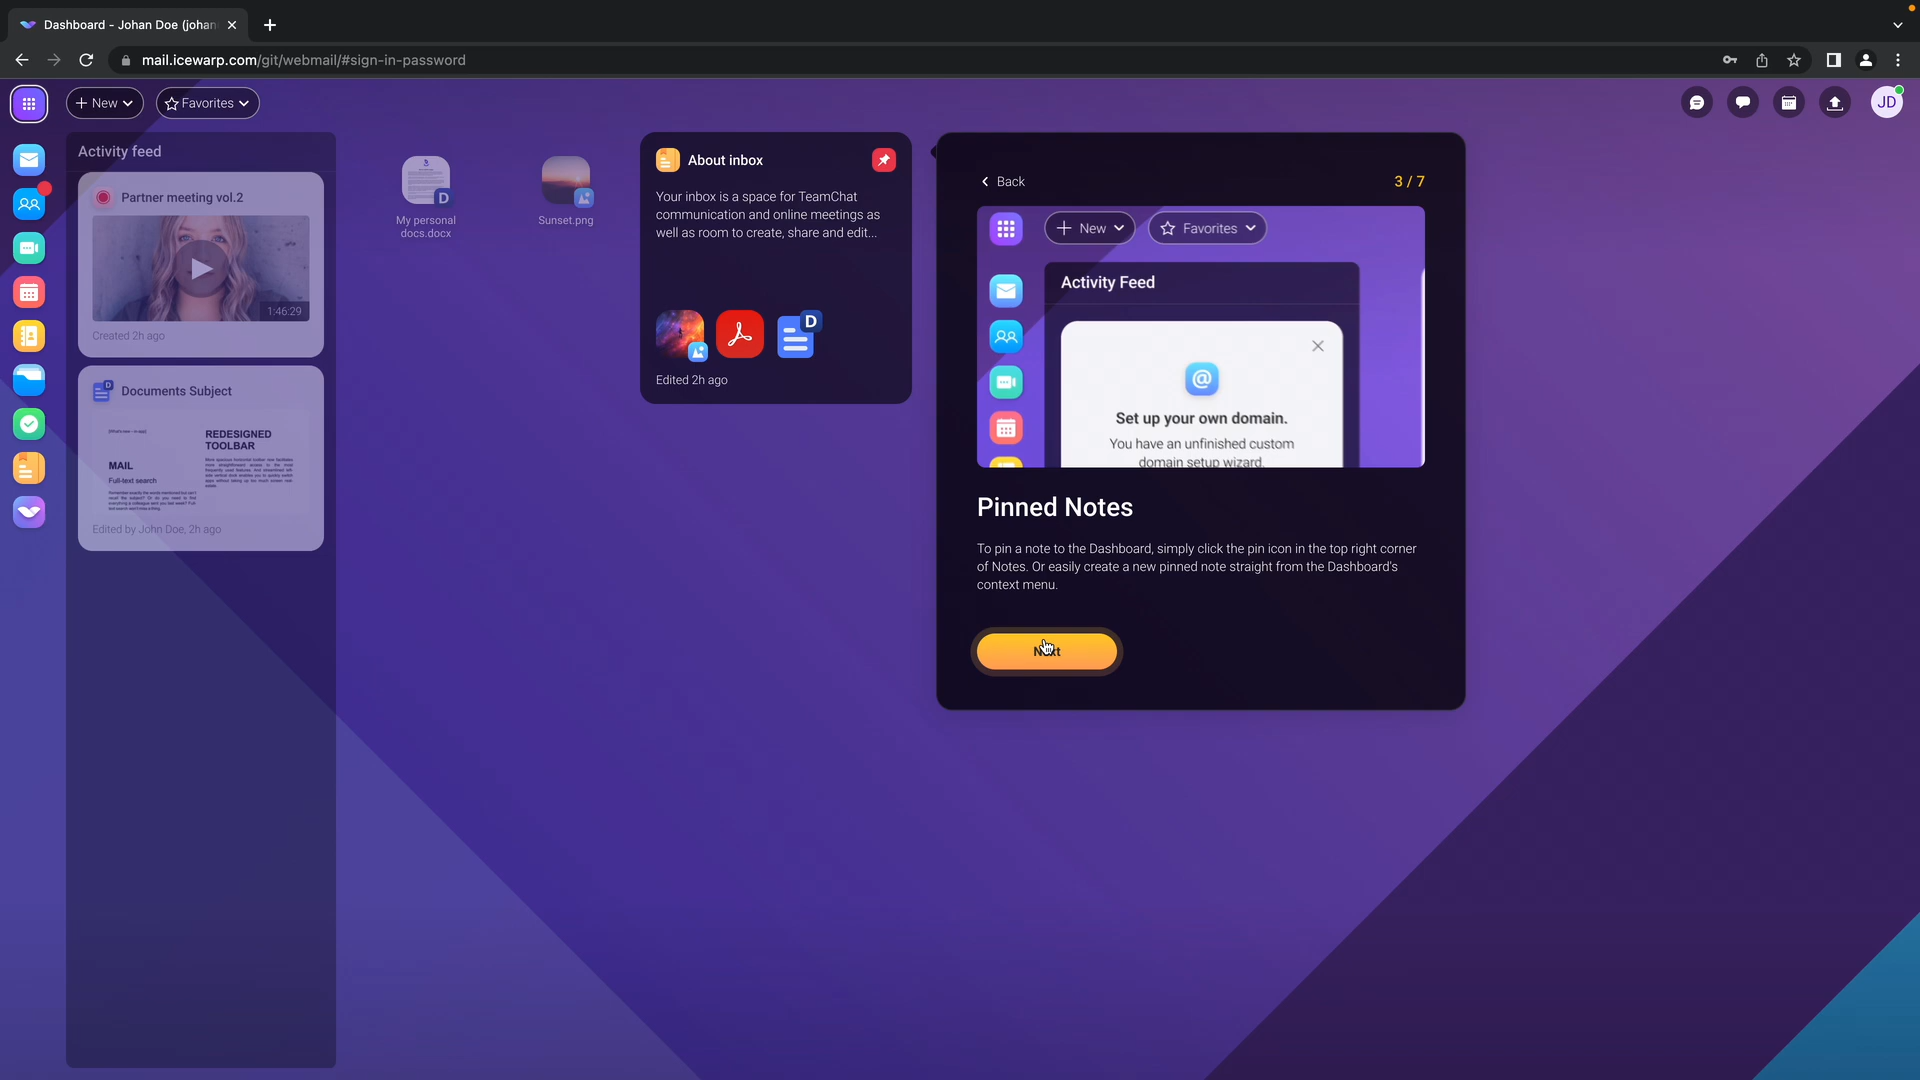 Dashboard - Johan Doe (johan
mail.icewarp.com/git/webmail/#sign-in-password
New
Favorites
JD
Activity feed
Partner meeting vol.2
1:46:29
Created 2h ago
D
Documents Subject
[What's new - in-app]
REDESIGNED
TOOLBAR
MAIL
Full-text search
Edited by John Doe, 2h ago
D
My personal
docs.docx
Sunset.png
About inbox
Your inbox is a space for TeamChat
communication and online meetings as
well as room to create, share and edit...
D
Edited 2h ago
Back
3 / 7
New
Favorites
Activity Feed
@
Set up your own domain.
You have an unfinished custom
domain setup wizard.
Pinned Notes
To pin a note to the Dashboard, simply click the pin icon in the top right corner
of Notes. Or easily create a new pinned note straight from the Dashboard's
context menu.
Next